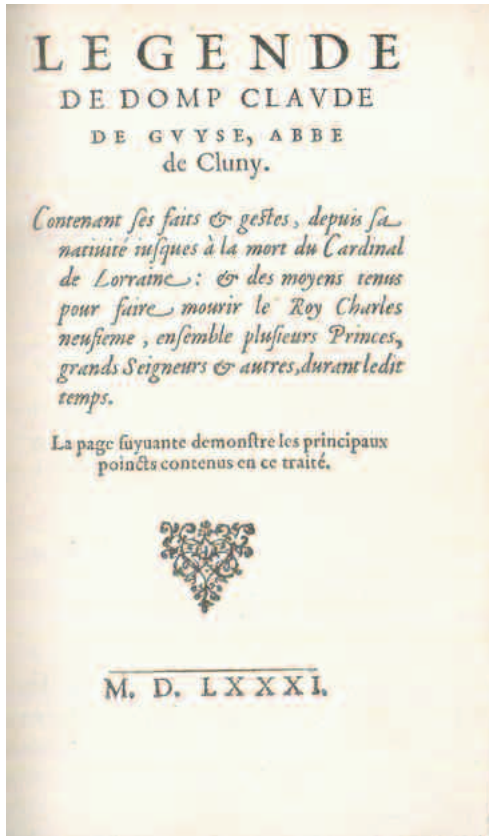 LEGENDE
DE DOMP CLAVDE
DE GVYSE, ABBE
de Cluny.
Contenant ſes faits & geſtes, depuis ſa
natiuité iuſques à la mort du Cardinal
de Lorraine: & des moyens tenus
pour faire mourir le Roy Charles
neufieme, enſemble pluſieurs Princes,
grands Seigneurs & autres, durant ledit
temps.
La page ſuyuante demonſtre les principaux
poincts contenus en ce traité.
M. D. LXXXI.